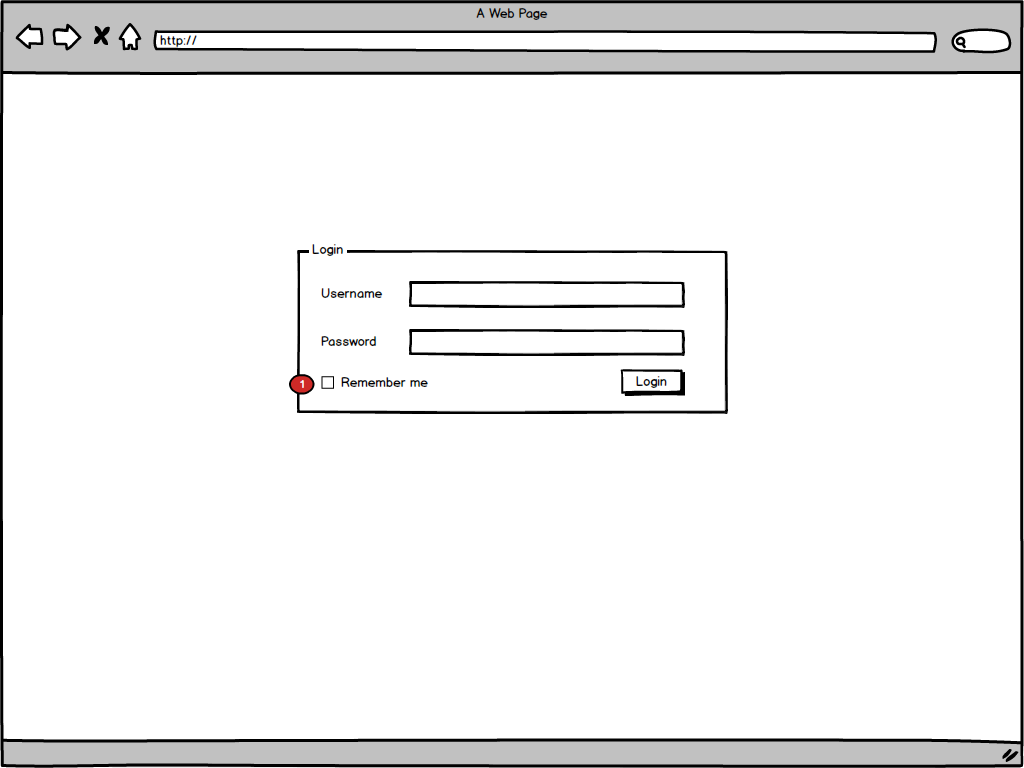 A Web Page
http://
Login
Username
Password
1 Remember me Login